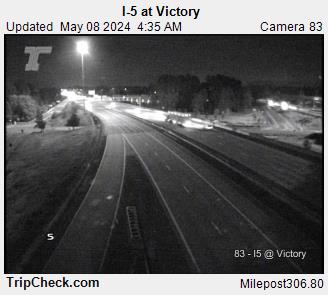 I-5 at Victory
Updated May 08 2024 4:35 AM Camera 83
T
S
83 - I5 @ Victory
TripCheck.com Milepost306.80